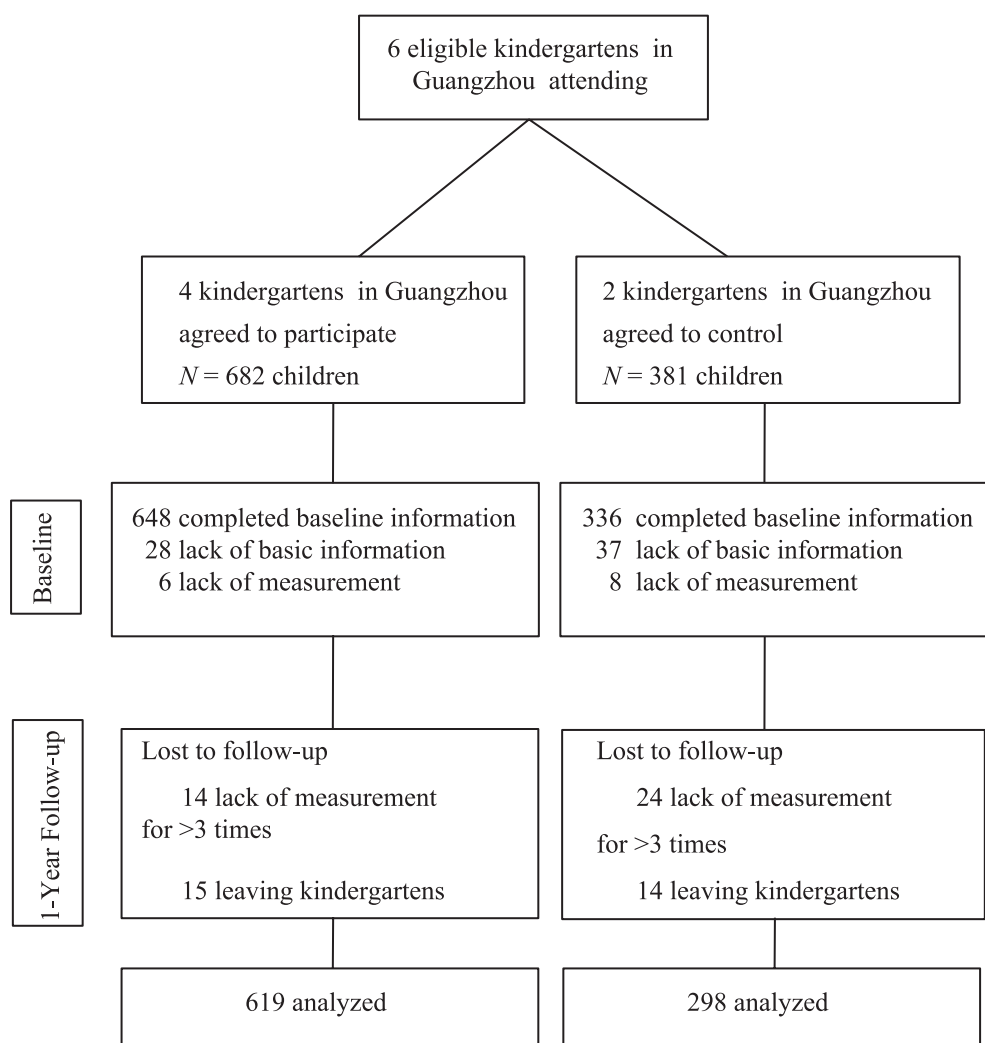 6 eligible kindergartens in
Guangzhou attending
4 kindergartens in Guangzhou
agreed to participate
N = 682 children
2 kindergartens in Guangzhou
agreed to control
N = 381 children
Baseline
648 completed baseline information
28 lack of basic information
6 lack of measurement
336 completed baseline information
37 lack of basic information
8 lack of measurement
1-Year Follow-up
Lost to follow-up
14 lack of measurement
for >3 times
15 leaving kindergartens
Lost to follow-up
24 lack of measurement
for >3 times
14 leaving kindergartens
619 analyzed
298 analyzed